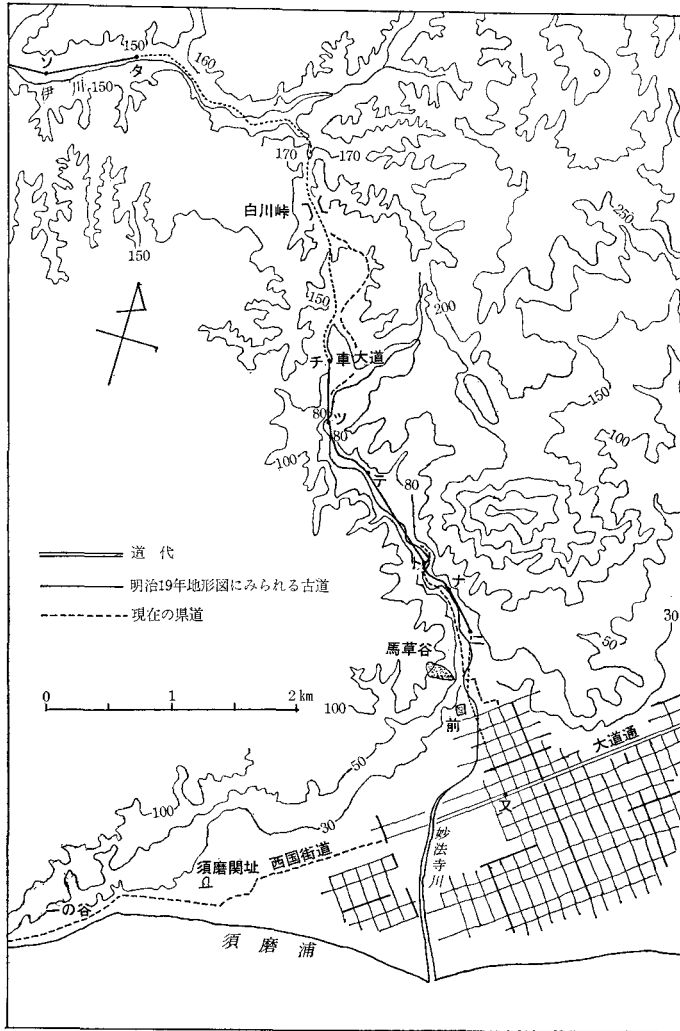 150
ソ
タ
160
伊川
150
170
170
白川峠
250
150
150
200
チ
車大道
150
80
ツ
80
100
100
テ
80
道代
明治19年地形図にみられる古道
現在の県道
ト
ナ
30
ニ
50
馬草谷
0 1 2km
100
前
大道通
50
100
又
30
妙法寺川
西国街道
須磨関址
一の谷
須磨浦